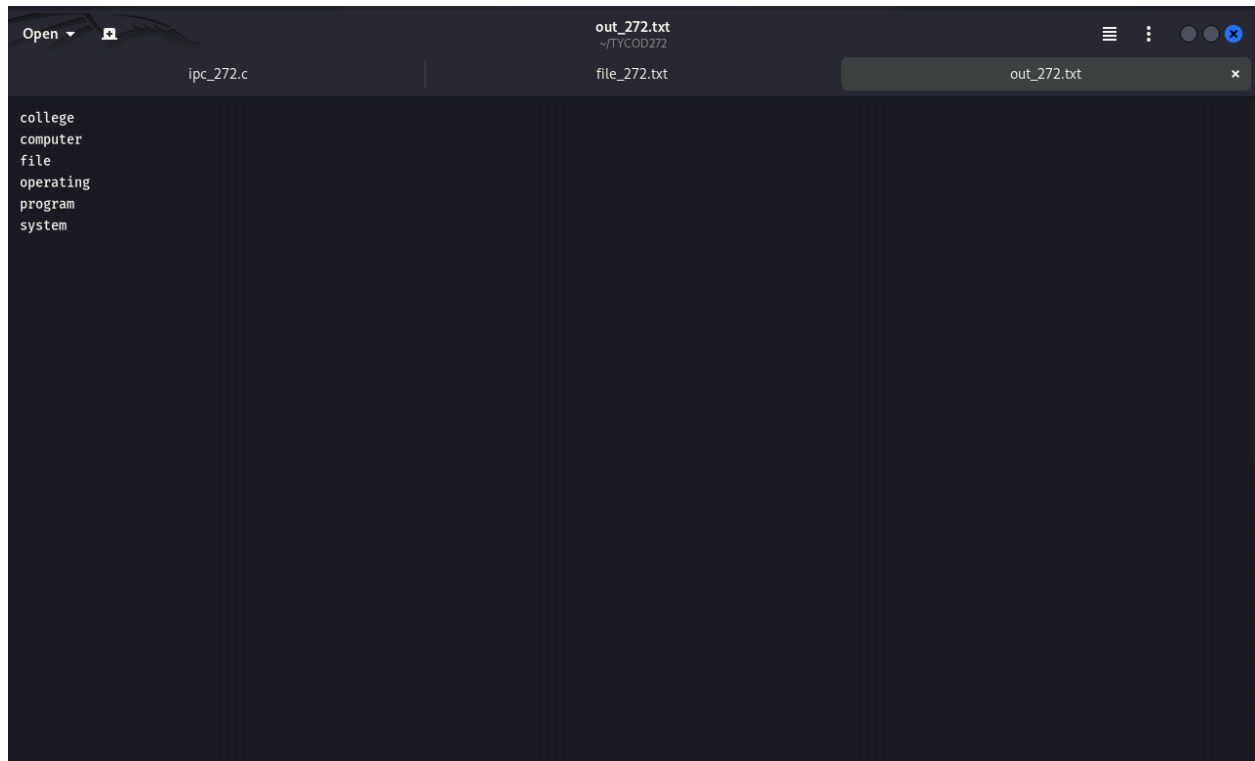 Open
out_272.txt
~/TYCOD272
ipc_272.c
file_272.txt
out_272.txt
college
computer
file
operating
program
system